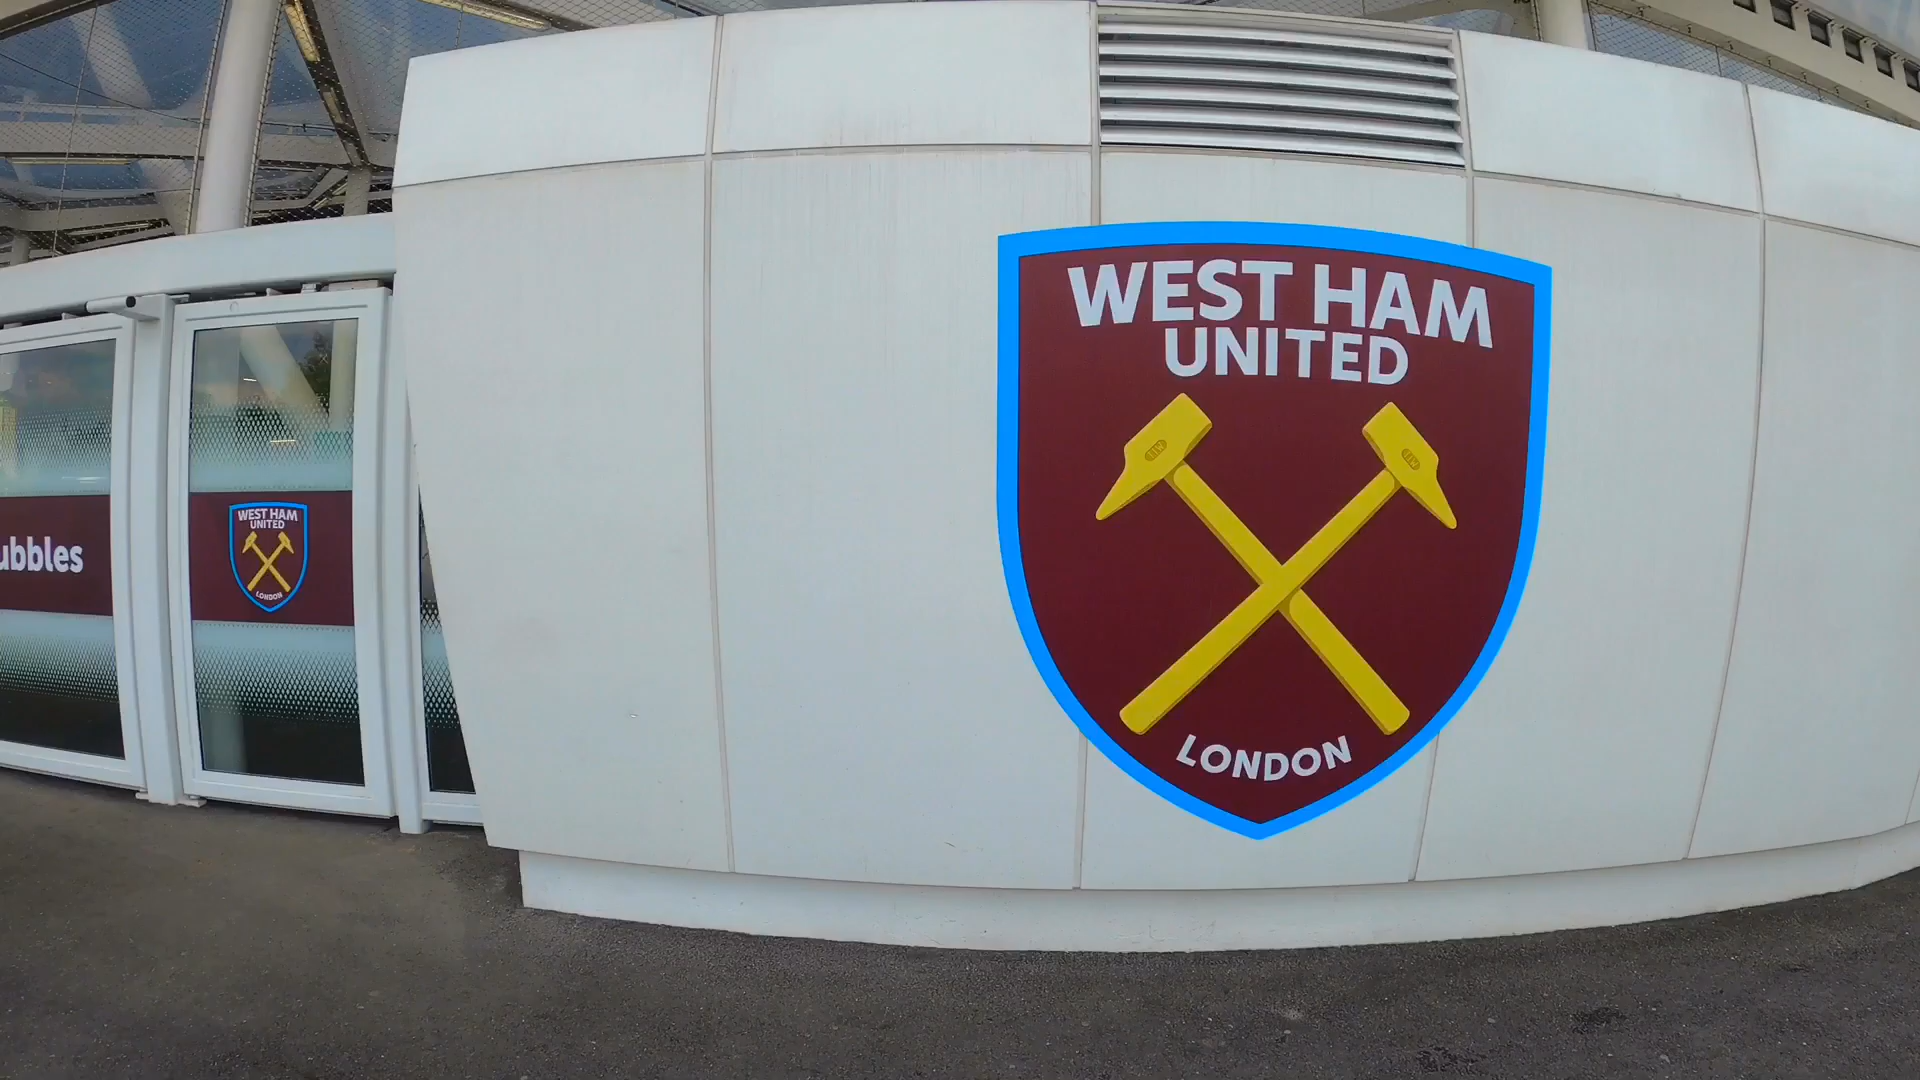 WEST HAM
UNITED
LONDON
ubbles
WEST HAM
UNITED
LONDON